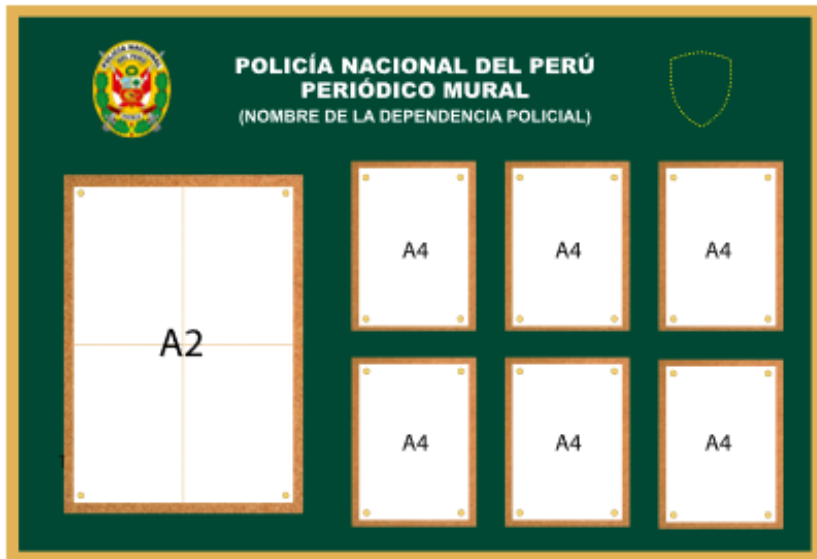 POLICÍA NACIONAL DEL PERÚ
PERIÓDICO MURAL
(NOMBRE DE LA DEPENDENCIA POLICIAL)
A2
A4
A4
A4
A4
A4
A4